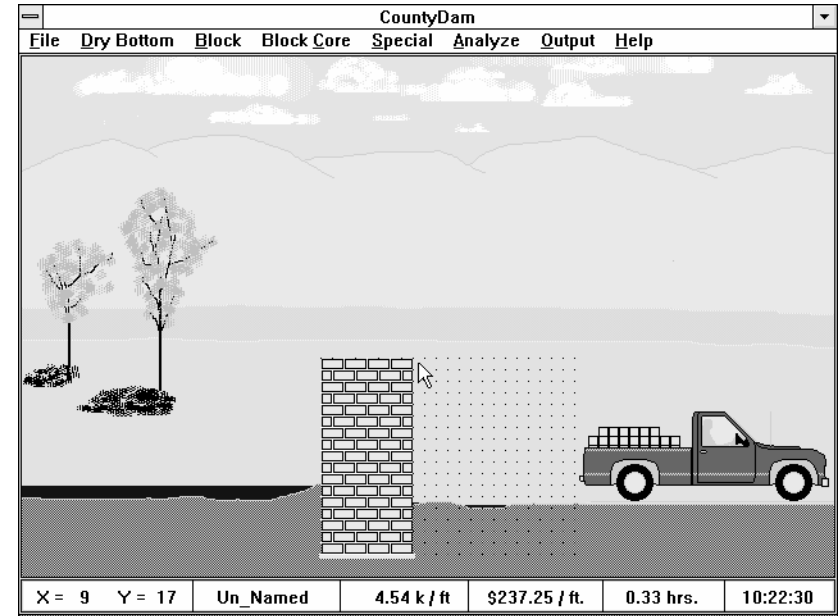 CountyDam
File Dry Bottom Block Block Core Special Analyze Output Help
X = 9 Y = 17 Un_Named 4.54 k / ft $237.25 / ft. 0.33 hrs. 10:22:30